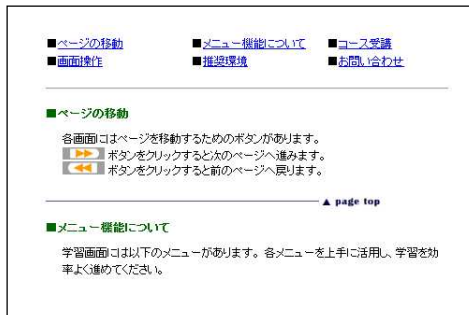 ■ページの移動 ■メニュー機能について ■コース受講
■画面操作 ■推奨環境 ■お問い合わせ
■ページの移動
各画面にはページを移動するためのボタンがあります。
ボタンをクリックすると次のページへ進みます。
ボタンをクリックすると前のページへ戻ります。
▲ page top
■メニュー機能について
学習画面には以下のメニューがあります。各メニューを上手に活用し、学習を効
率よく進めてください。